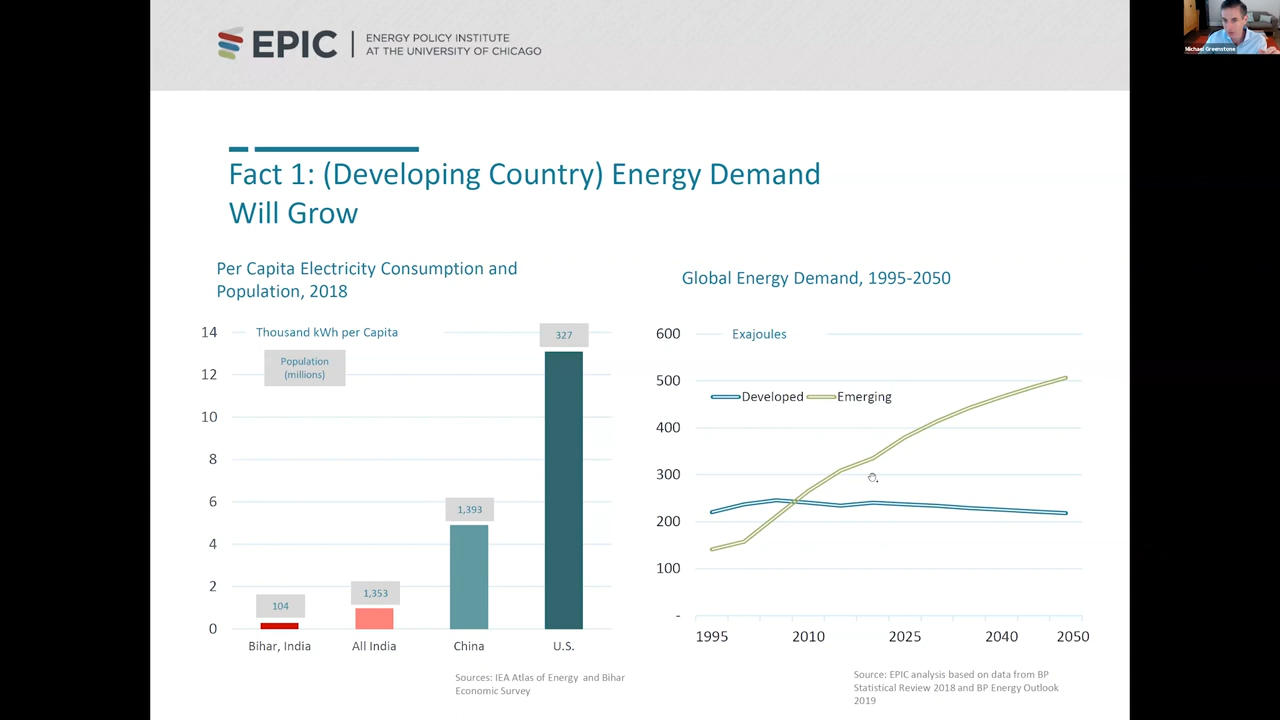 EPIC
ENERGY POLICY INSTITUTE
AT THE UNIVERSITY OF CHICAGO
Michael Greenstone
Fact 1: (Developing Country) Energy Demand
Will Grow
Per Capita Electricity Consumption and
Population, 2018
14
Thousand kWh per Capita
327
Population
(millions)
12
10
8
6
1,393
4
2
1,353
104
0
Bihar, India
All India
China
U.S.
Sources: IEA Atlas of Energy and Bihar
Economic Survey
Global Energy Demand, 1995-2050
600
Exajoules
500
Developed
Emerging
400
300
200
100
-
1995
2010
2025
2040
2050
Source: EPIC analysis based on data from BP
Statistical Review 2018 and BP Energy Outlook
2019